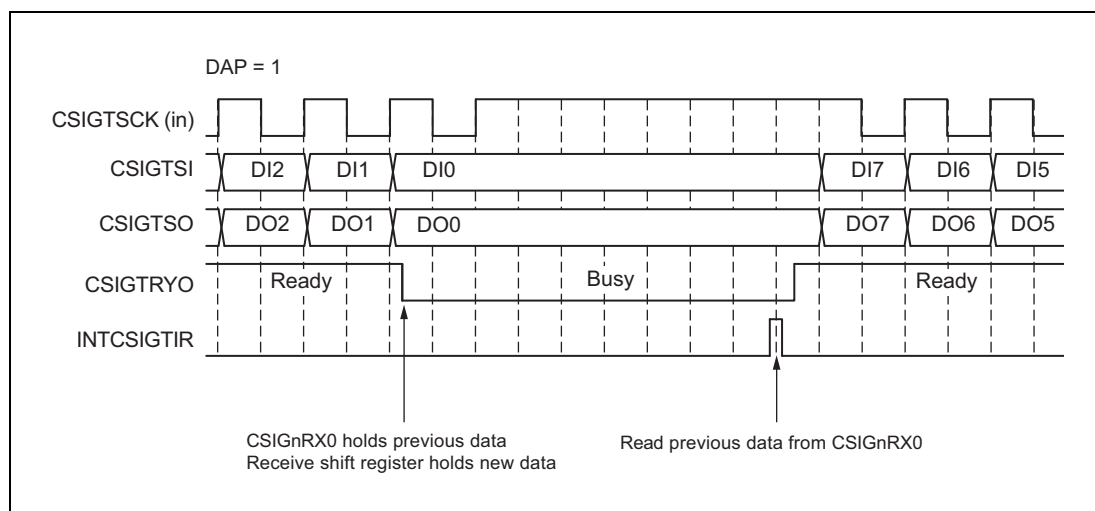 DAP = 1
CSIGTSCK (in)
CSIGTSI DI2 DI1 DI0 DI7 DI6 DI5
CSIGTSO DO2 DO1 DO0 DO7 DO6 DO5
CSIGTRYO Ready Busy Ready
INTCSIGTIR
CSIGnRX0 holds previous data
Receive shift register holds new data
Read previous data from CSIGnRX0